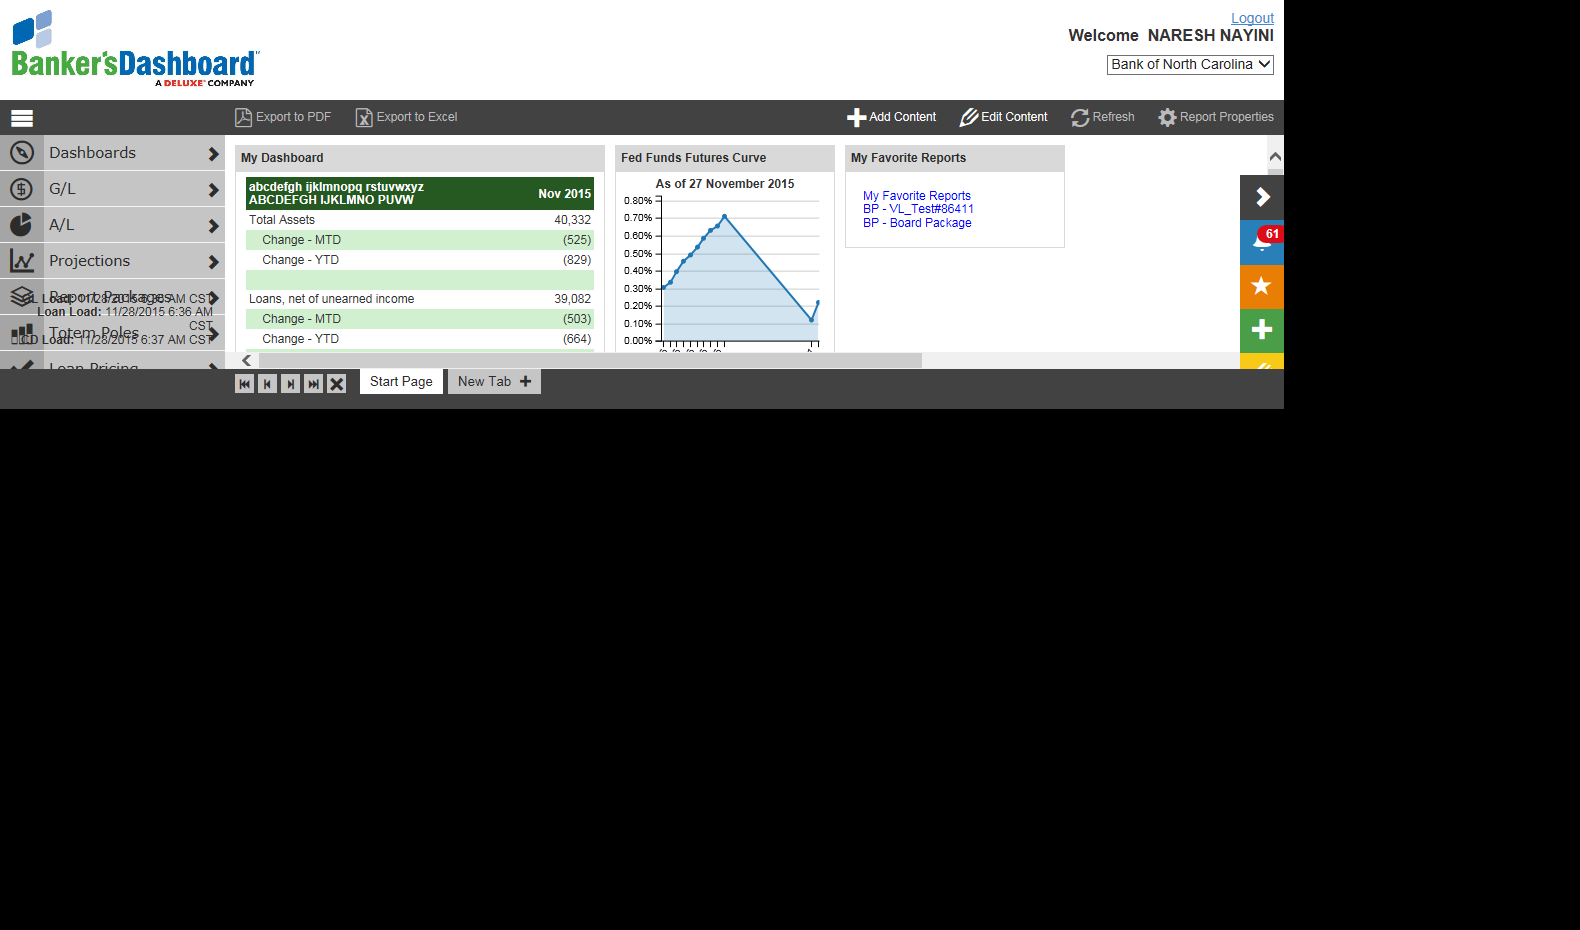 Logout
Welcome NARESH NAYINI
Bank of North Carolina
Banker'sDashboard
A DELUXE COMPANY
Export to PDF
Export to Excel
Add Content
Edit Content
Refresh
Report Properties
Dashboards
G/L
A/L
Projections
Report Packages
GL Load: 11/28/2015 6:36 AM CST
Loan Load: 11/28/2015 6:36 AM
CST
Totem Poles
CD Load: 11/28/2015 6:37 AM CST
Loan Pricing
My Dashboard
abcdefgh ijklmnopq rstuvwxyz
ABCDEFGH IJKLMNO PUVW
Nov 2015
Total Assets 40,332
Change - MTD (525)
Change - YTD (829)
Loans, net of unearned income 39,082
Change - MTD (503)
Change - YTD (664)
Fed Funds Futures Curve
As of 27 November 2015
0.80%
0.70%
0.60%
0.50%
0.40%
0.30%
0.20%
0.10%
0.00%
My Favorite Reports
My Favorite Reports
BP - VL_Test#86411
BP - Board Package
61
Start Page
New Tab